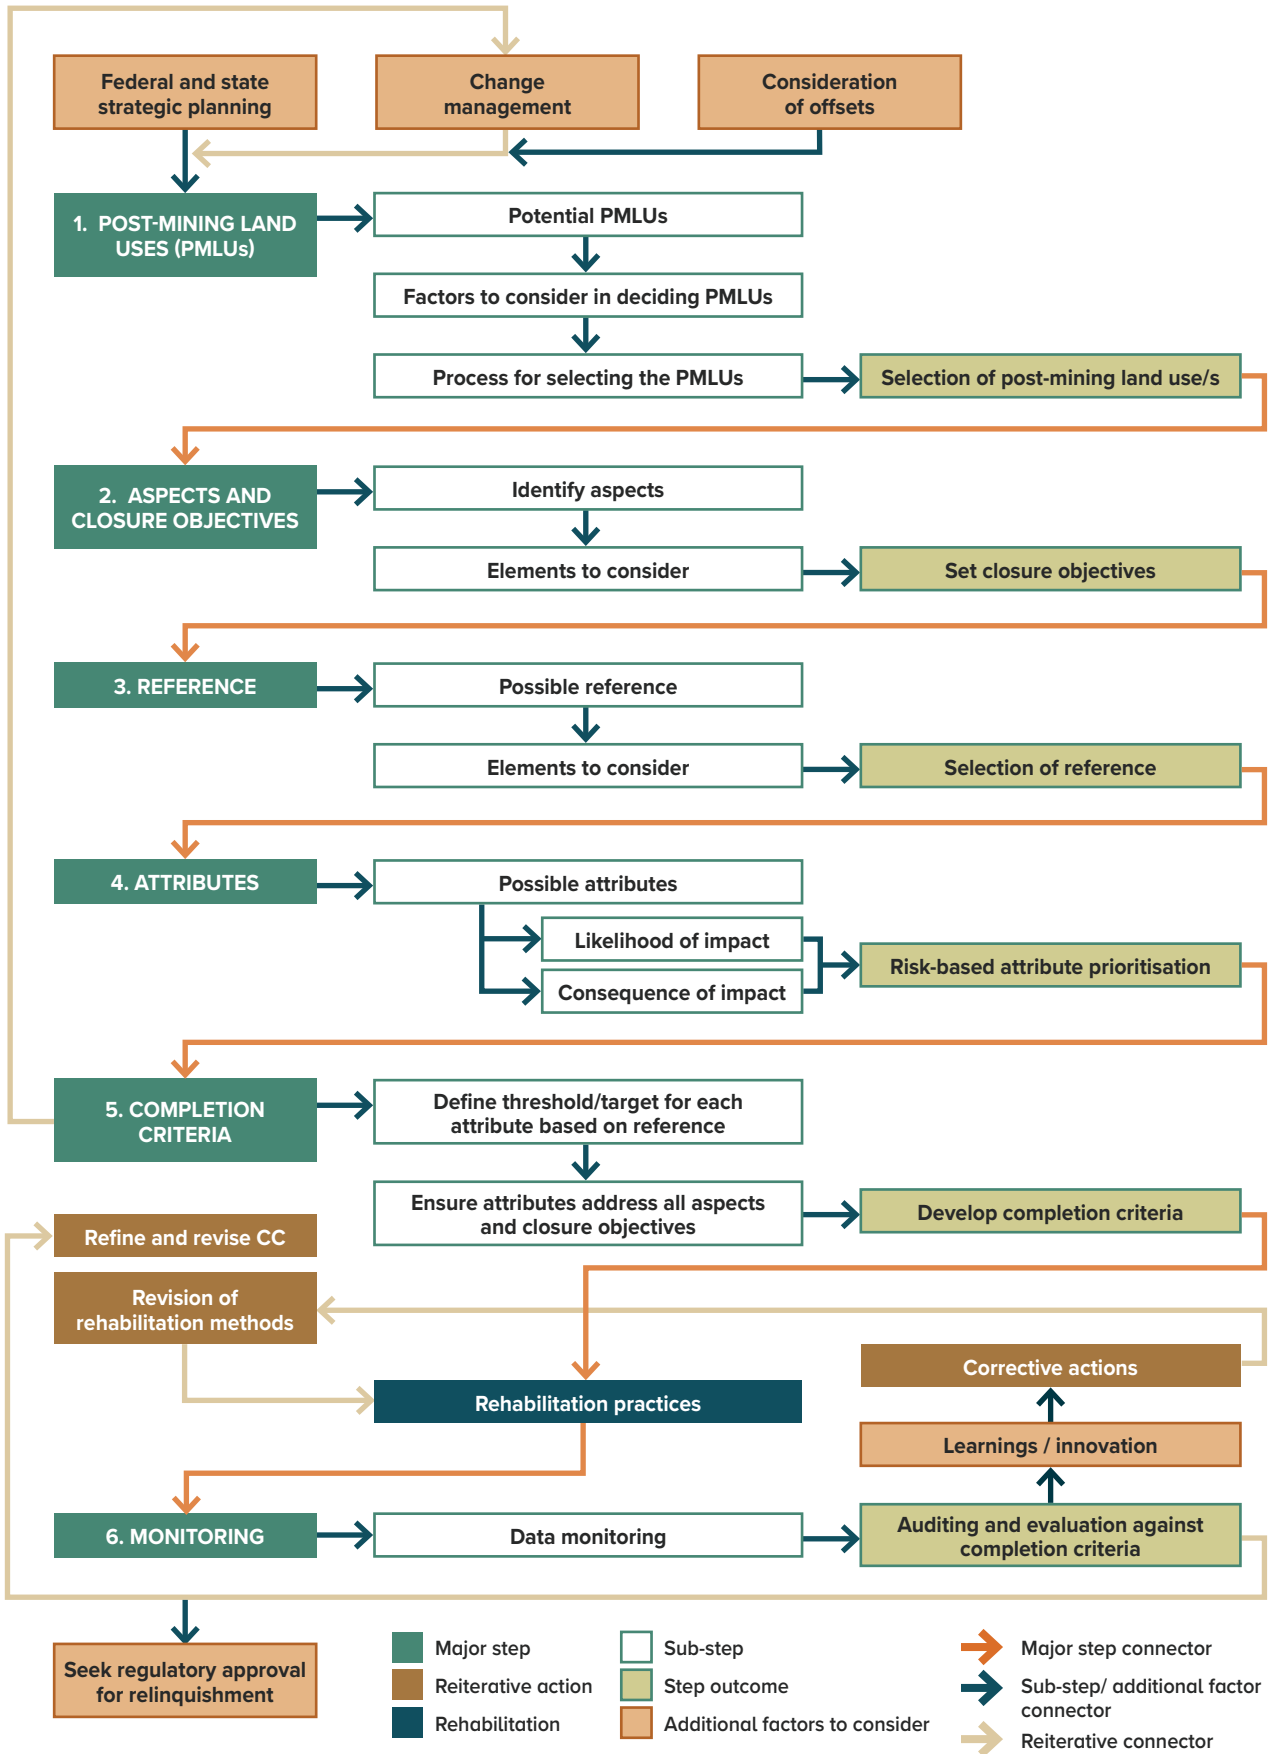 Federal and state
strategic planning
Change
management
Consideration
of offsets
1. POST-MINING LAND
USES (PMLUs)
Potential PMLUs
Factors to consider in deciding PMLUs
Process for selecting the PMLUs
Selection of post-mining land use/s
2. ASPECTS AND
CLOSURE OBJECTIVES
Identify aspects
Elements to consider
Set closure objectives
3. REFERENCE
Possible reference
Elements to consider
Selection of reference
4. ATTRIBUTES
Possible attributes
Likelihood of impact
Consequence of impact
Risk-based attribute prioritisation
5. COMPLETION
CRITERIA
Define threshold/target for each
attribute based on reference
Ensure attributes address all aspects
and closure objectives
Develop completion criteria
Refine and revise CC
Revision of
rehabilitation methods
Corrective actions
Rehabilitation practices
Learnings / innovation
6. MONITORING
Data monitoring
Auditing and evaluation against
completion criteria
Seek regulatory approval
for relinquishment
Major step
Reiterative action
Rehabilitation
Sub-step
Step outcome
Additional factors to consider
Major step connector
Sub-step/ additional factor
connector
Reiterative connector